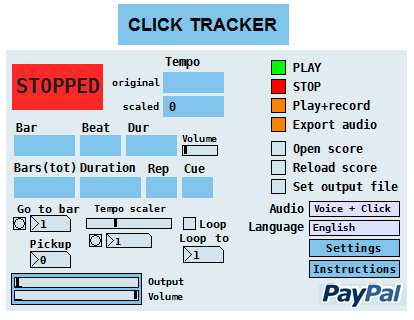 CLICK TRACKER
STOPPED
Tempo
original
scaled 0
Bar Beat Dur
Volume
Bars(tot) Duration Rep Cue
Go to bar
1
Tempo scaler
1
Loop
Loop to
1
Pickup
0
Output
Volume
PLAY
STOP
Play+record
Export audio
Open score
Reload score
Set output file
Audio Voice + Click
Language English
Settings
Instructions
PayPal